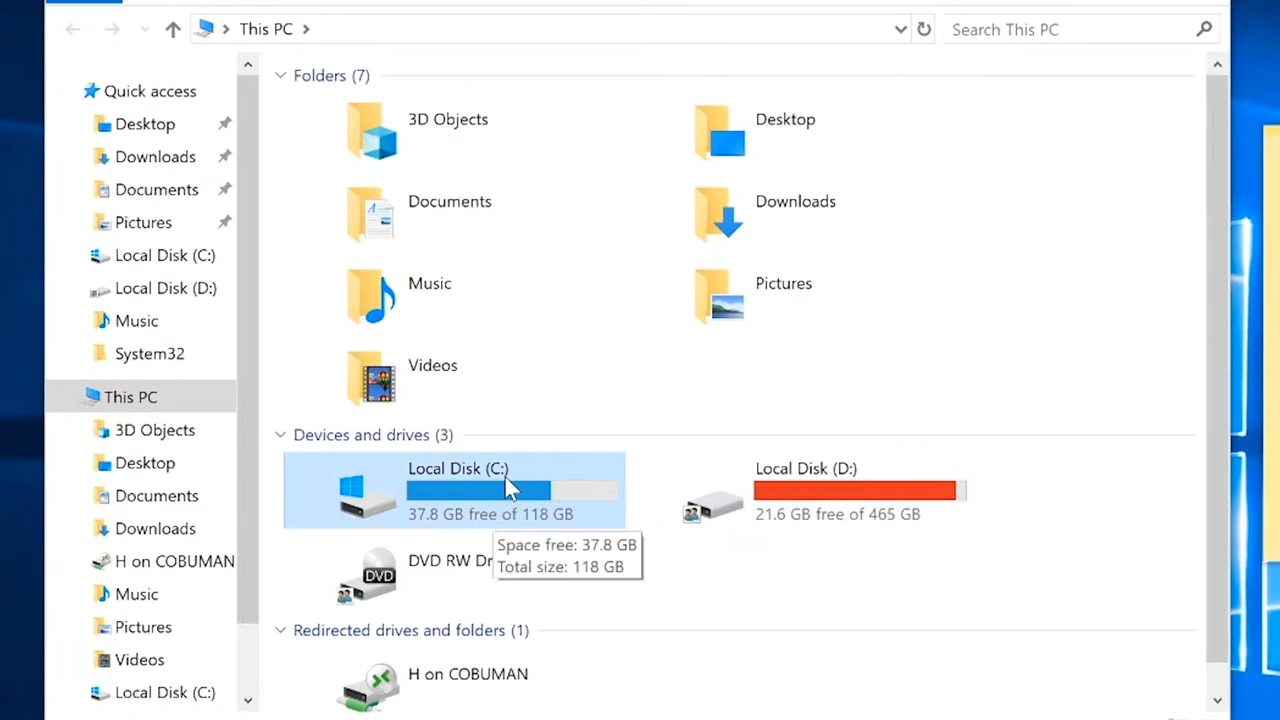 This PC
Search This PC
Quick access
Desktop
Downloads
Documents
Pictures
Local Disk (C:)
Local Disk (D:)
Music
System32
This PC
3D Objects
Desktop
Documents
Downloads
H on COBUMAN
Music
Pictures
Videos
Local Disk (C:)
Folders (7)
3D Objects
Desktop
Documents
Downloads
Music
Pictures
Videos
Devices and drives (3)
Local Disk (C:)
37.8 GB free of 118 GB
Local Disk (D:)
21.6 GB free of 465 GB
Space free: 37.8 GB
Total size: 118 GB
DVD RW Dr
DVD
Redirected drives and folders (1)
H on COBUMAN